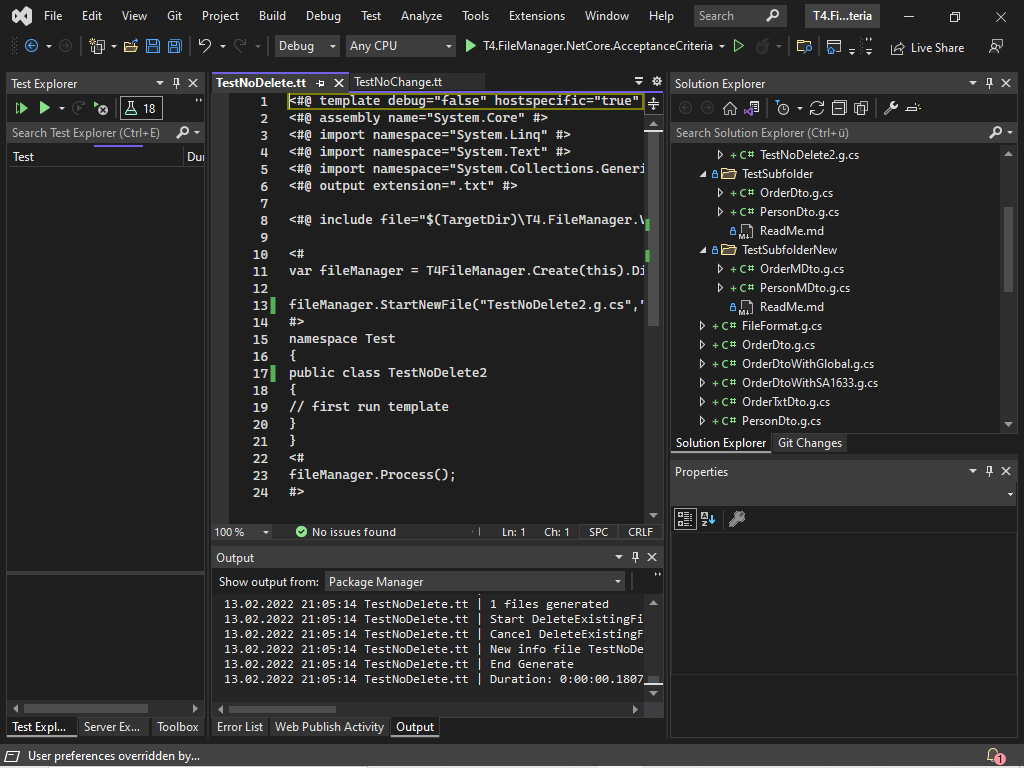 File Edit View Git Project Build Debug Test Analyze Tools Extensions Window Help Search T4.Fi...teria
Debug Any CPU T4.FileManager.NetCore.AcceptanceCriteria Live Share
Test Explorer
18
Search Test Explorer (Ctrl+E)
Test Dur
TestNoDelete.tt TestNoChange.tt
1 <#@ template debug="false" hostspecific="true"
2 <#@ assembly name="System.Core" #>
3 <#@ import namespace="System.Linq" #>
4 <#@ import namespace="System.Text" #>
5 <#@ import namespace="System.Collections.Generi
6 <#@ output extension=".txt" #>
7
8 <#@ include file="$(TargetDir)\T4.FileManager.V
9
10 <#
11 var fileManager = T4FileManager.Create(this).Di
12
13 fileManager.StartNewFile("TestNoDelete2.g.cs","
14 #>
15 namespace Test
16 {
17 public class TestNoDelete2
18 {
19 // first run template
20 }
21 }
22 <#
23 fileManager.Process();
24 #>
100 % No issues found Ln: 1 Ch: 1 SPC CRLF
Output
Show output from: Package Manager
13.02.2022 21:05:14 TestNoDelete.tt | 1 files generated
13.02.2022 21:05:14 TestNoDelete.tt | Start DeleteExistingFi
13.02.2022 21:05:14 TestNoDelete.tt | Cancel DeleteExistingF
13.02.2022 21:05:14 TestNoDelete.tt | New info file TestNoDe
13.02.2022 21:05:14 TestNoDelete.tt | End Generate
13.02.2022 21:05:14 TestNoDelete.tt | Duration: 0:00:00.1807
Solution Explorer
Search Solution Explorer (Ctrl+ü)
+ C# TestNoDelete2.g.cs
TestSubfolder
+ C# OrderDto.g.cs
+ C# PersonDto.g.cs
M↓ ReadMe.md
TestSubfolderNew
+ C# OrderMDto.g.cs
+ C# PersonMDto.g.cs
M↓ ReadMe.md
+ C# FileFormat.g.cs
+ C# OrderDto.g.cs
+ C# OrderDtoWithGlobal.g.cs
+ C# OrderDtoWithSA1633.g.cs
+ C# OrderTxtDto.g.cs
+ C# PersonDto.g.cs
Solution Explorer Git Changes
Properties
Test Expl... Server Ex... Toolbox Error List Web Publish Activity Output
User preferences overridden by... 1